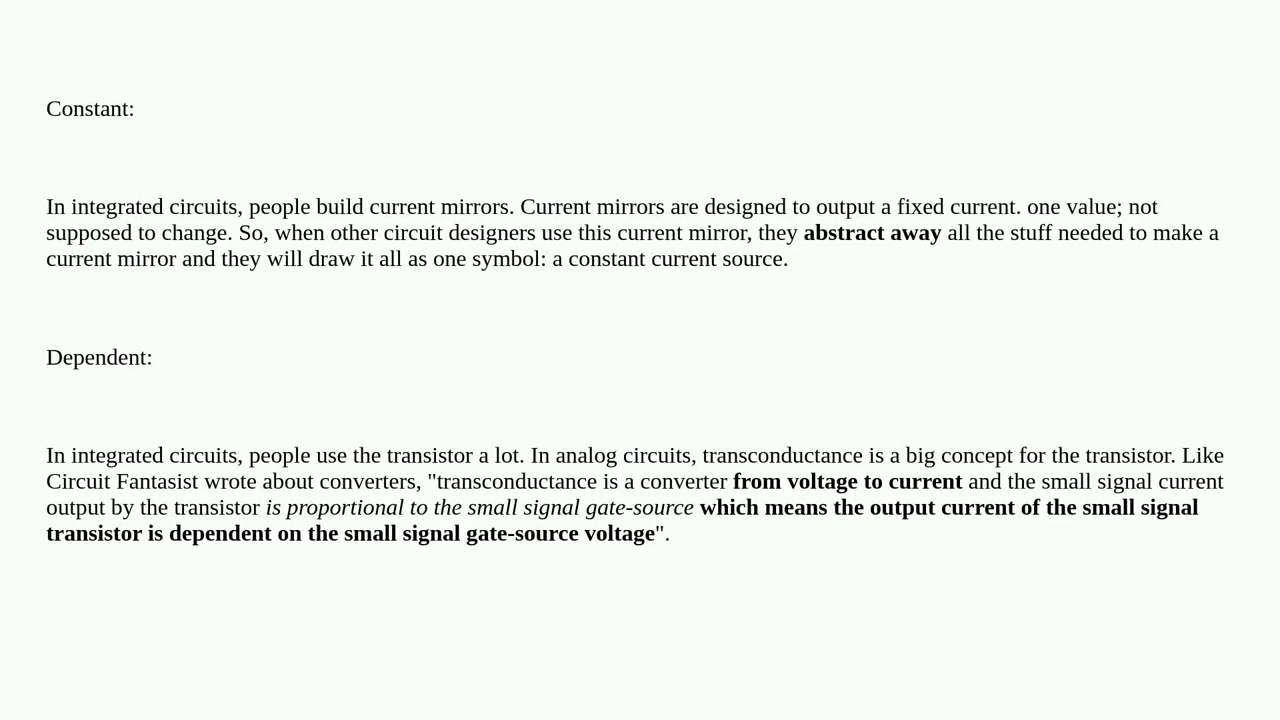 Constant:
In integrated circuits, people build current mirrors. Current mirrors are designed to output a fixed current. one value; not
supposed to change. So, when other circuit designers use this current mirror, they abstract away all the stuff needed to make a
current mirror and they will draw it all as one symbol: a constant current source.
Dependent:
In integrated circuits, people use the transistor a lot. In analog circuits, transconductance is a big concept for the transistor. Like
Circuit Fantasist wrote about converters, "transconductance is a converter from voltage to current and the small signal current
output by the transistor is proportional to the small signal gate-source which means the output current of the small signal
transistor is dependent on the small signal gate-source voltage".